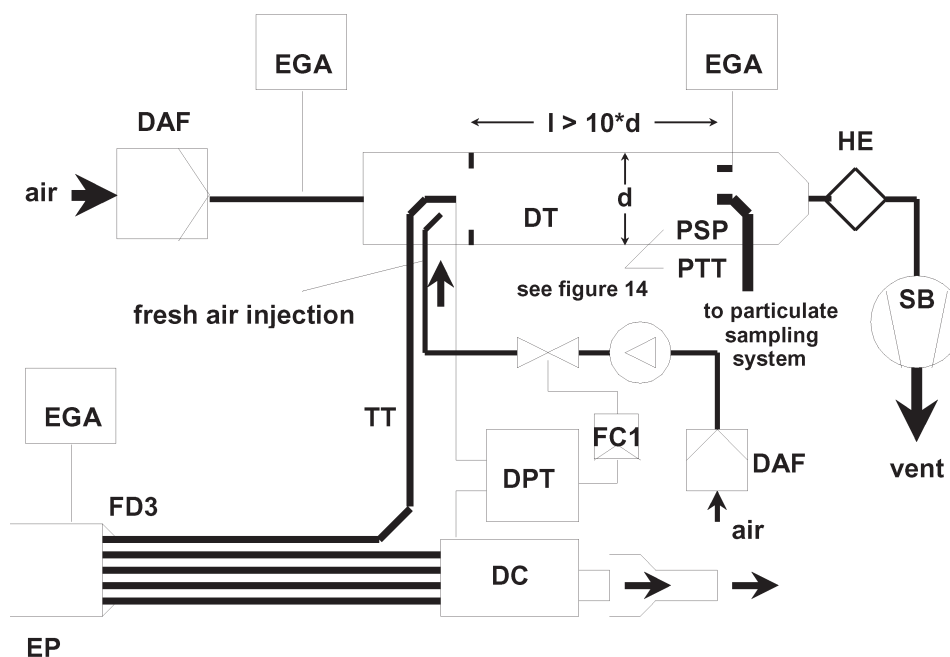 EGA
EGA
DAF
l > 10*d
HE
air
d
DT
PSP
PTT
see figure 14
SB
fresh air injection
to particulate
sampling
system
TT
EGA
FC1
DAF
vent
DPT
FD3
air
DC
EP